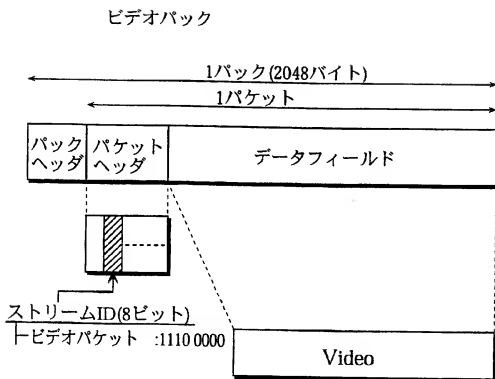 ビデオパック
1パック(2048バイト)
1パケット
パック
ヘッダ
パケット
ヘッダ
データフィールド
ストリームID(8ビット)
ビデオパケット :1110 0000
Video